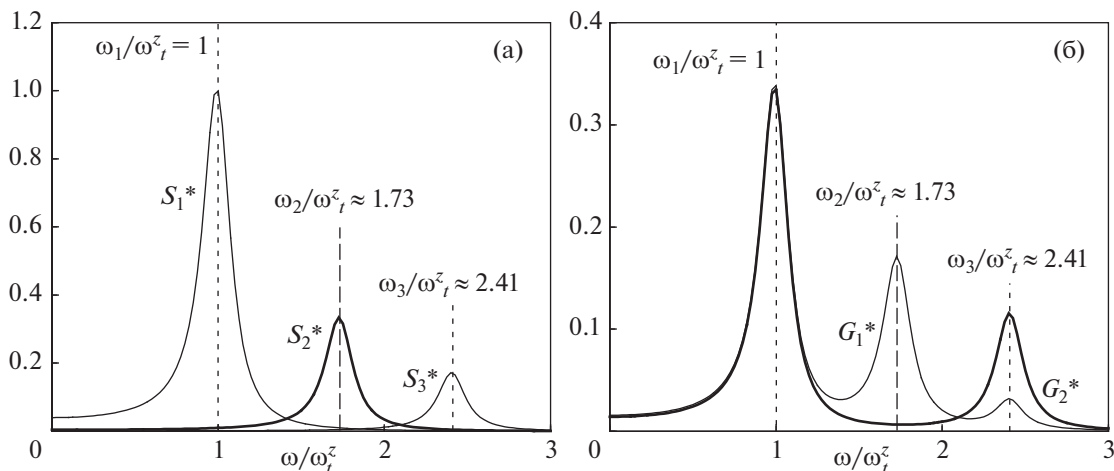 1.2
(а)
ω₁/ωᶻₜ = 1
1.0
0.8
S₁*
ω₂/ωᶻₜ ≈ 1.73
0.6
ω₃/ωᶻₜ ≈ 2.41
0.4
S₂*
S₃*
0.2
0
1
2
3
ω/ωₜᶻ
0.4
(б)
ω₁/ωᶻₜ = 1
0.3
ω₂/ωᶻₜ ≈ 1.73
0.2
ω₃/ωᶻₜ ≈ 2.41
G₁*
0.1
G₂*
0
1
2
3
ω/ωₜᶻ